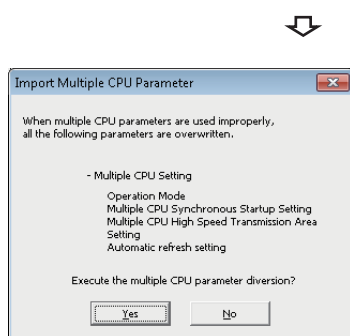 Import Multiple CPU Parameter
When multiple CPU parameters are used improperly,
all the following parameters are overwritten.
- Multiple CPU Setting
Operation Mode
Multiple CPU Synchronous Startup Setting
Multiple CPU High Speed Transmission Area
Setting
Automatic refresh setting
Execute the multiple CPU parameter diversion?
Yes
No